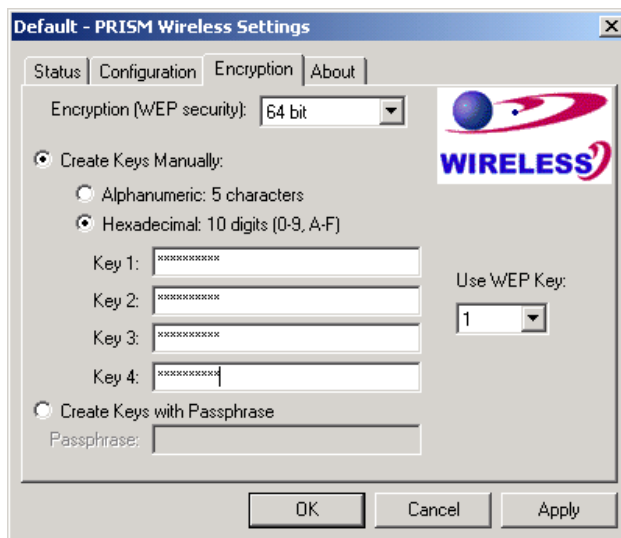 Default - PRISM Wireless Settings
Status Configuration Encryption About
Encryption (WEP security): 64 bit
WIRELESS
Create Keys Manually:
Alphanumeric: 5 characters
Hexadecimal: 10 digits (0-9, A-F)
Key 1: **********
Key 2: **********
Use WEP Key:
1
Key 3: **********
Key 4: **********
Create Keys with Passphrase
Passphrase:
OK Cancel Apply